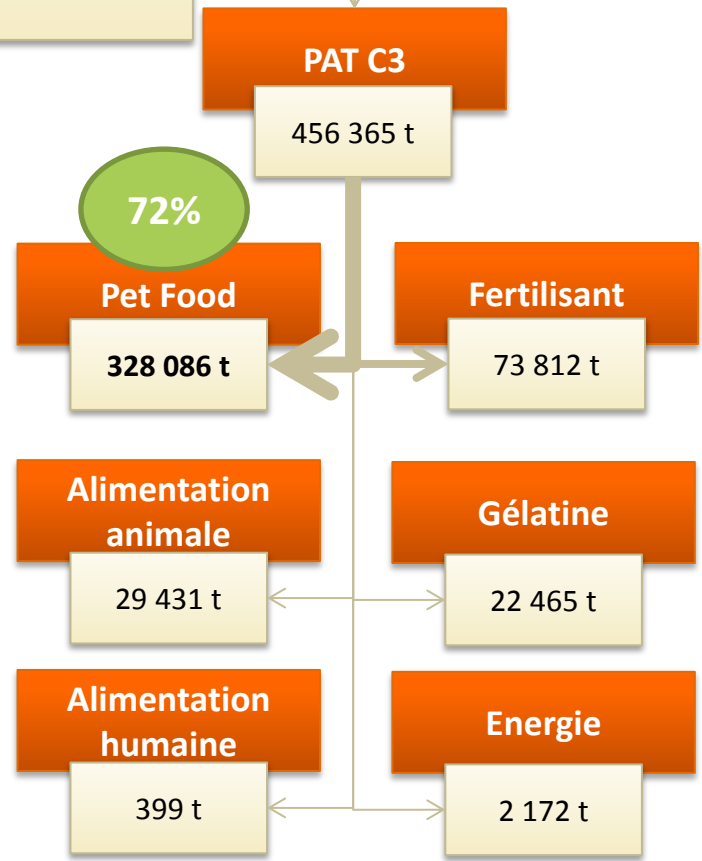 PAT C3
456 365 t
72%
Pet Food
328 086 t
Fertilisant
73 812 t
Alimentation
animale
29 431 t
Gélatine
22 465 t
Alimentation
humaine
399 t
Energie
2 172 t